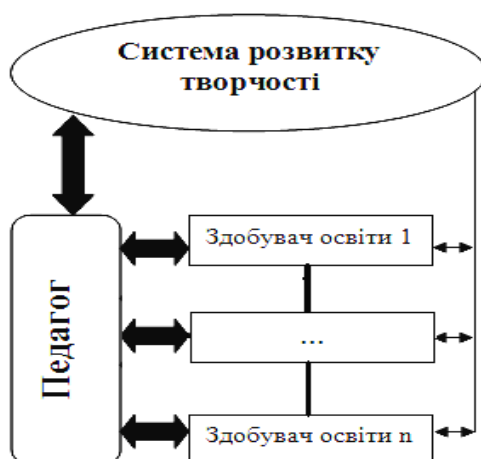 Система розвитку
творчості
Педагог
Здобувач освіти 1
...
Здобувач освіти n